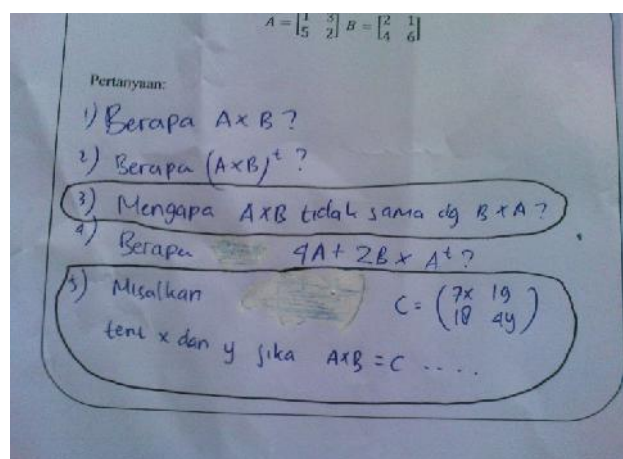 A = [1 3 5 2] B = [2 1 4 6]
Pertanyaan:
1) Berapa A×B ?
2) Berapa (A×B)ᵗ ?
3) Mengapa A×B tidak sama dg B×A ?
4) Berapa 4A + 2B × Aᵗ ?
5) Misalkan C = (7x 19 18 4y)
tent x dan y jika A×B = C ....